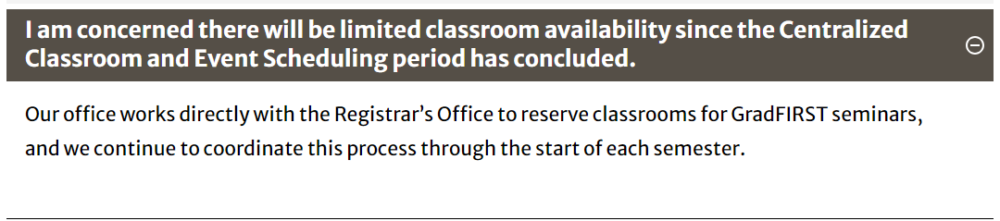 I am concerned there will be limited classroom availability since the Centralized
Classroom and Event Scheduling period has concluded.
Our office works directly with the Registrar’s Office to reserve classrooms for GradFIRST seminars,
and we continue to coordinate this process through the start of each semester.